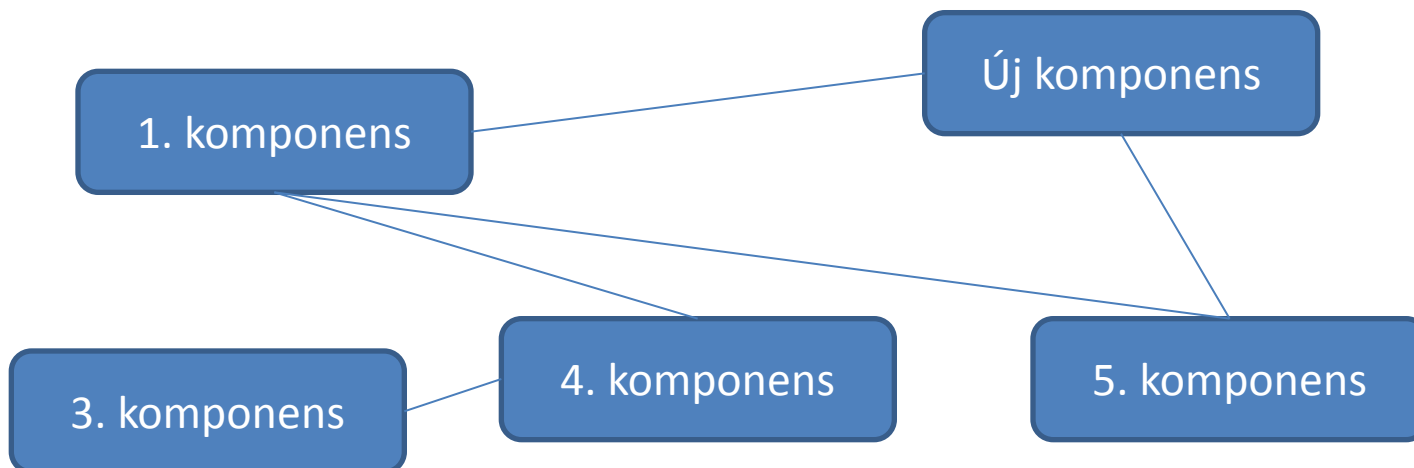 Új komponens
1. komponens
4. komponens
5. komponens
3. komponens